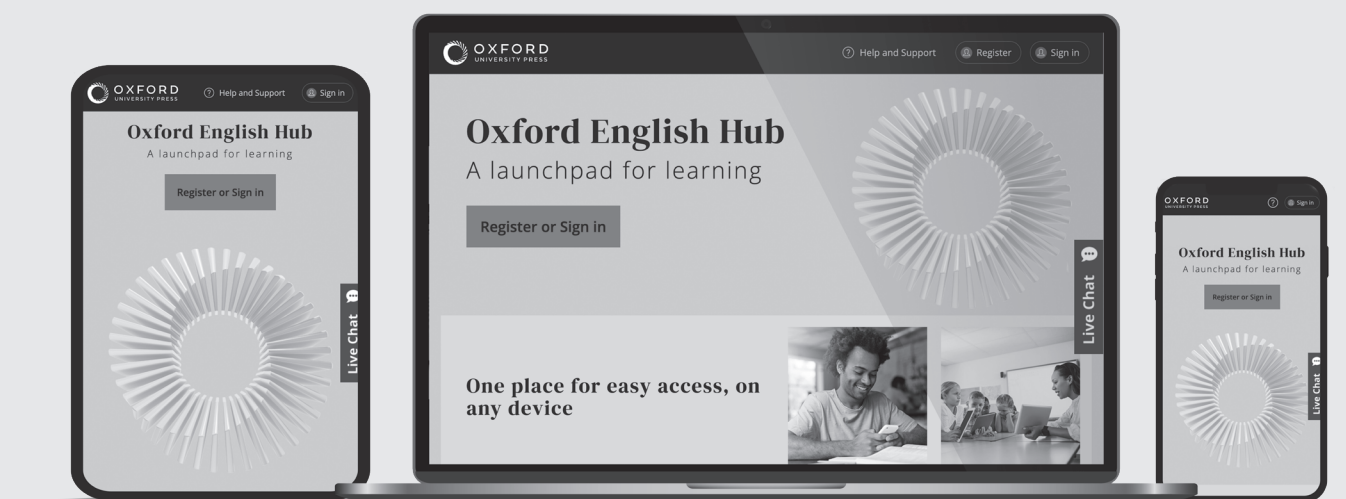 OXFORD
UNIVERSITY PRESS
Help and Support
Sign in
Oxford English Hub
A launchpad for learning
Register or Sign in
Live Chat
OXFORD
UNIVERSITY PRESS
Help and Support
Register
Sign in
Oxford English Hub
A launchpad for learning
Register or Sign in
Live Chat
One place for easy access, on
any device
OXFORD
UNIVERSITY PRESS
Sign in
Oxford English Hub
A launchpad for learning
Register or Sign in
Live Chat